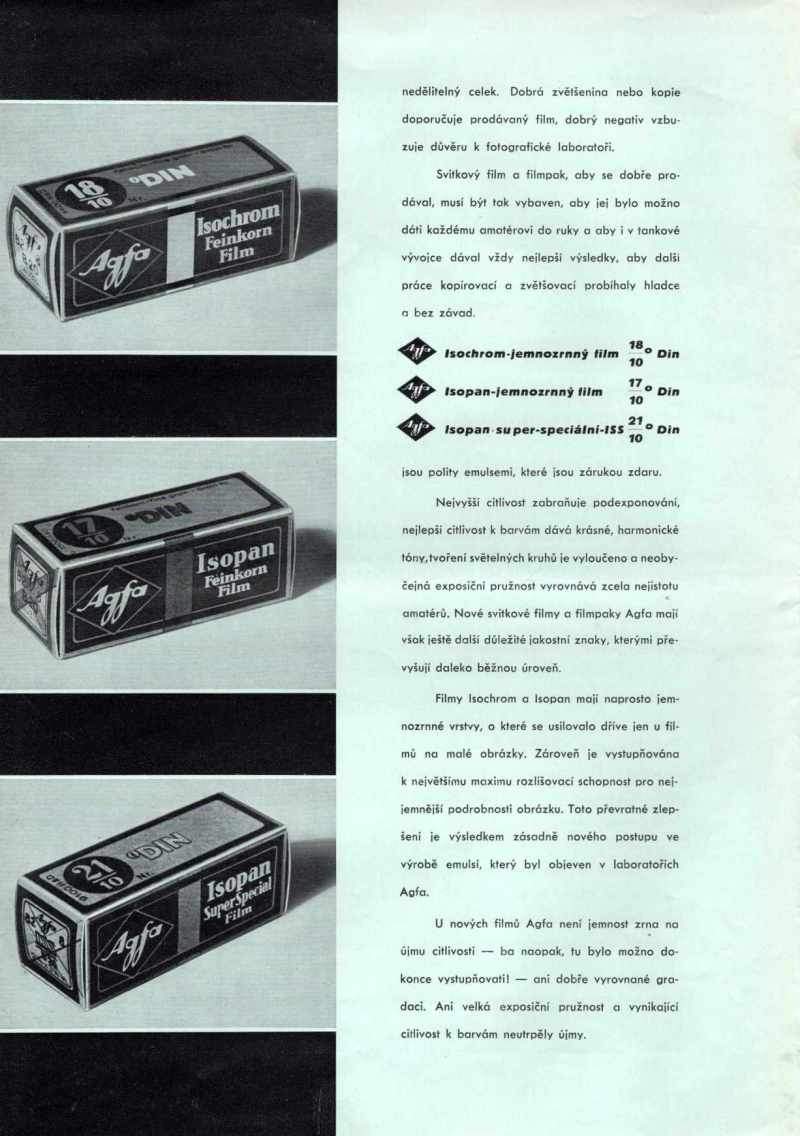 18
10
°DIN
Agfa
Isochrom
Feinkorn
Film
17
10
°DIN
Agfa
Isopan
Feinkorn
Film
21
10
°DIN
Nr.
Agfa
Isopan
SuperSpecial
Film
nedělitelný celek. Dobrá zvětšenina nebo kopie
doporučuje prodávaný film, dobrý negativ vzbu-
zuje důvěru k fotografické laboratoři.
Svitkový film a filmpak, aby se dobře pro-
dával, musí být tak vybaven, aby jej bylo možno
dáti každému amatérovi do ruky a aby i v tankové
vývojce dával vždy nejlepší výsledky, aby další
práce kopírovací a zvětšovací probíhaly hladce
a bez závad.
Agfa Isochrom-jemnozrnný film 18/10° Din
Agfa Isopan-jemnozrnný film 17/10° Din
Agfa Isopan-super-speciální-ISS 21/10° Din
jsou polity emulsemi, které jsou zárukou zdaru.
Nejvyšší citlivost zabraňuje podexponování,
nejlepší citlivost k barvám dává krásné, harmonické
tóny, tvoření světelných kruhů je vyloučeno a neoby-
čejná exposiční pružnost vyrovnává zcela nejistotu
amatérů. Nové svitkové filmy a filmpaky Agfa mají
však ještě další důležité jakostní znaky, kterými pře-
vyšují daleko běžnou úroveň.
Filmy Isochrom a Isopan mají naprosto jem-
nozrnné vrstvy, o které se usilovalo dříve jen u fil-
mů na malé obrázky. Zároveň je vystupňována
k největšímu maximu rozlišovací schopnost pro nej-
jemnější podrobnosti obrázku. Toto převratné zlep-
šení je výsledkem zásadně nového postupu ve
výrobě emulsí, který byl objeven v laboratořích
Agfa.
U nových filmů Agfa není jemnost zrna na
újmu citlivosti — ba naopak, tu bylo možno do-
konce vystupňovati! — ani dobře vyrovnané gra-
daci. Ani velká exposiční pružnost a vynikající
citlivost k barvám neutrpěly újmy.